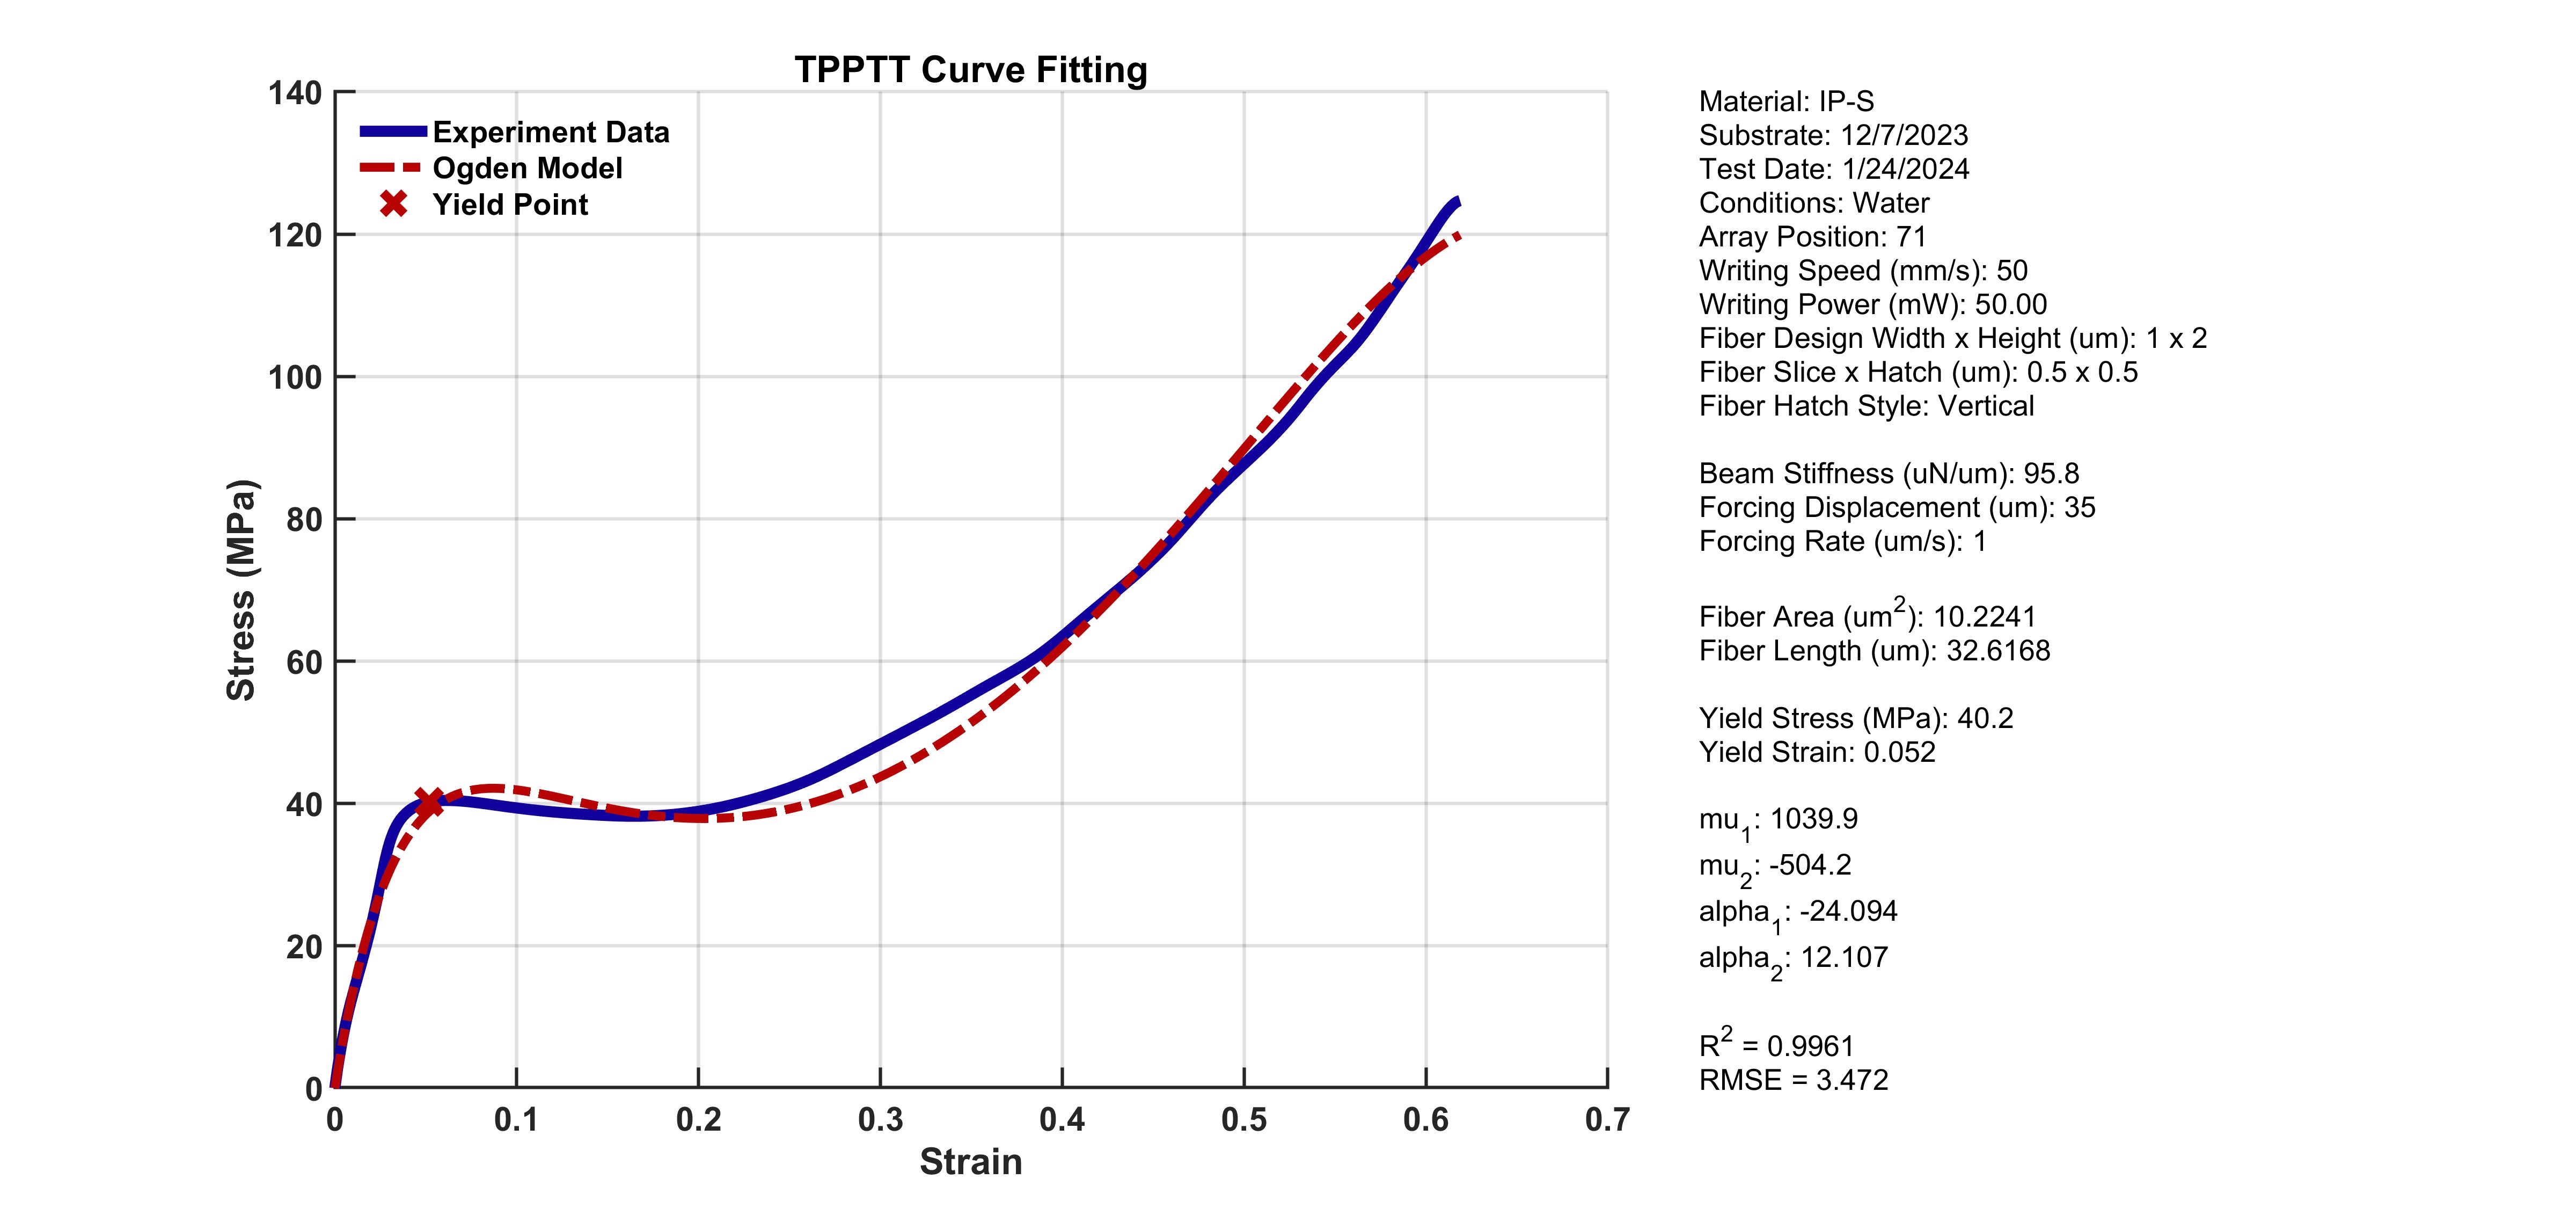 TPPTT Curve Fitting
140
120
100
80
60
40
20
0
Stress (MPa)
Experiment Data
Ogden Model
Yield Point
0 0.1 0.2 0.3 0.4 0.5 0.6 0.7
Strain
Material: IP-S
Substrate: 12/7/2023
Test Date: 1/24/2024
Conditions: Water
Array Position: 71
Writing Speed (mm/s): 50
Writing Power (mW): 50.00
Fiber Design Width x Height (um): 1 x 2
Fiber Slice x Hatch (um): 0.5 x 0.5
Fiber Hatch Style: Vertical
Beam Stiffness (uN/um): 95.8
Forcing Displacement (um): 35
Forcing Rate (um/s): 1
Fiber Area (um²): 10.2241
Fiber Length (um): 32.6168
Yield Stress (MPa): 40.2
Yield Strain: 0.052
mu₁: 1039.9
mu₂: -504.2
alpha₁: -24.094
alpha₂: 12.107
R² = 0.9961
RMSE = 3.472